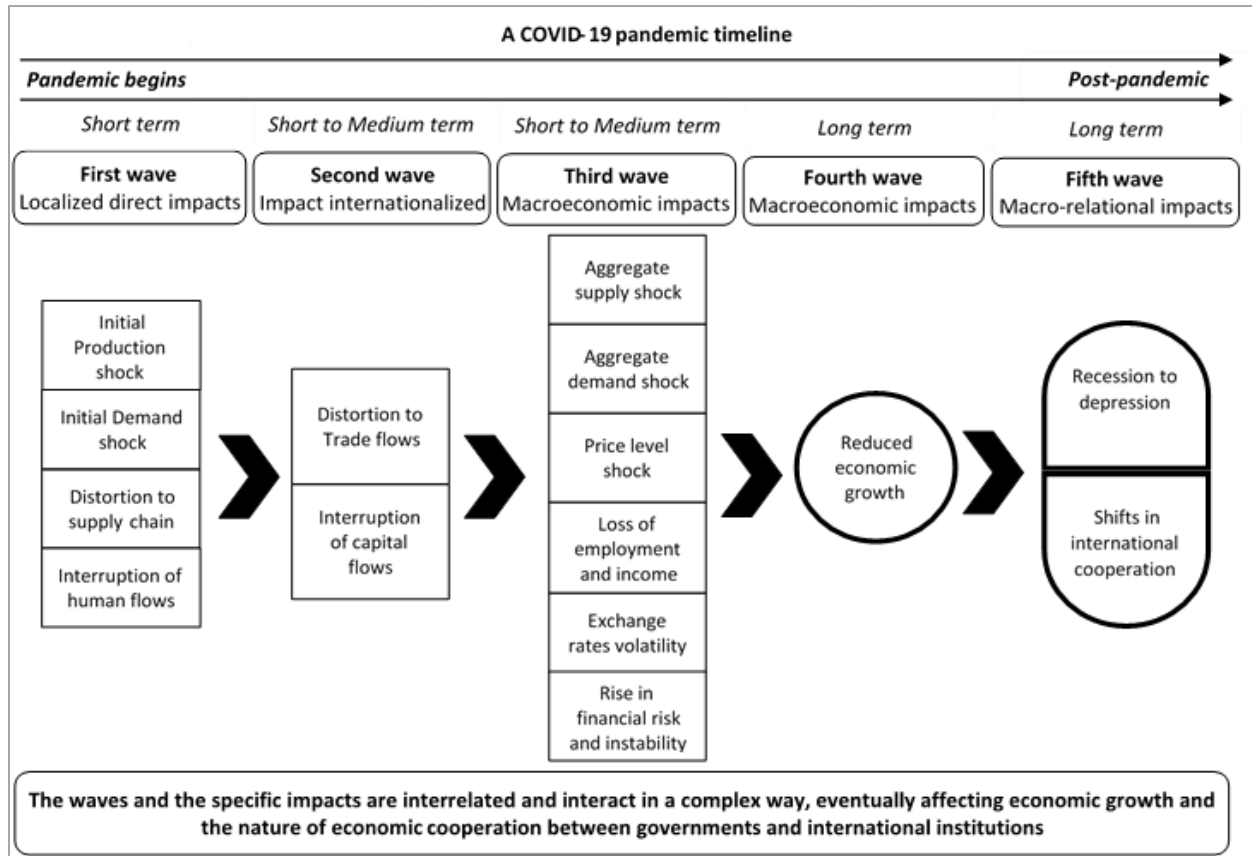 A COVID-19 pandemic timeline
Pandemic begins
Post-pandemic
Short term
Short to Medium term
Short to Medium term
Long term
Long term
First wave
Localized direct impacts
Second wave
Impact internationalized
Third wave
Macroeconomic impacts
Fourth wave
Macroeconomic impacts
Fifth wave
Macro-relational impacts
Initial
Production
shock
Initial Demand
shock
Distortion to
supply chain
Interruption of
human flows
Distortion to
Trade flows
Interruption
of capital
flows
Aggregate
supply shock
Aggregate
demand shock
Price level
shock
Loss of
employment
and income
Exchange
rates volatility
Rise in
financial risk
and instability
Reduced
economic
growth
Recession to
depression
Shifts in
international
cooperation
The waves and the specific impacts are interrelated and interact in a complex way, eventually affecting economic growth and
the nature of economic cooperation between governments and international institutions